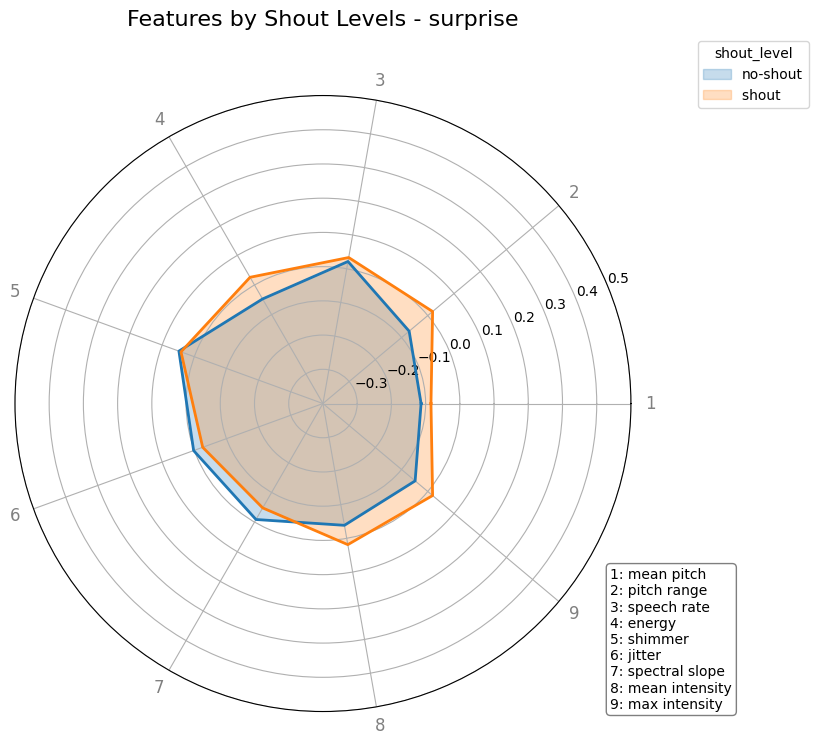 Features by Shout Levels - surprise
shout_level
no-shout
shout
3
4
2
5
0.5
0.4
0.3
0.2
0.1
0.0
−0.1
−0.2
−0.3
1
6
9
7
8
1: mean pitch
2: pitch range
3: speech rate
4: energy
5: shimmer
6: jitter
7: spectral slope
8: mean intensity
9: max intensity